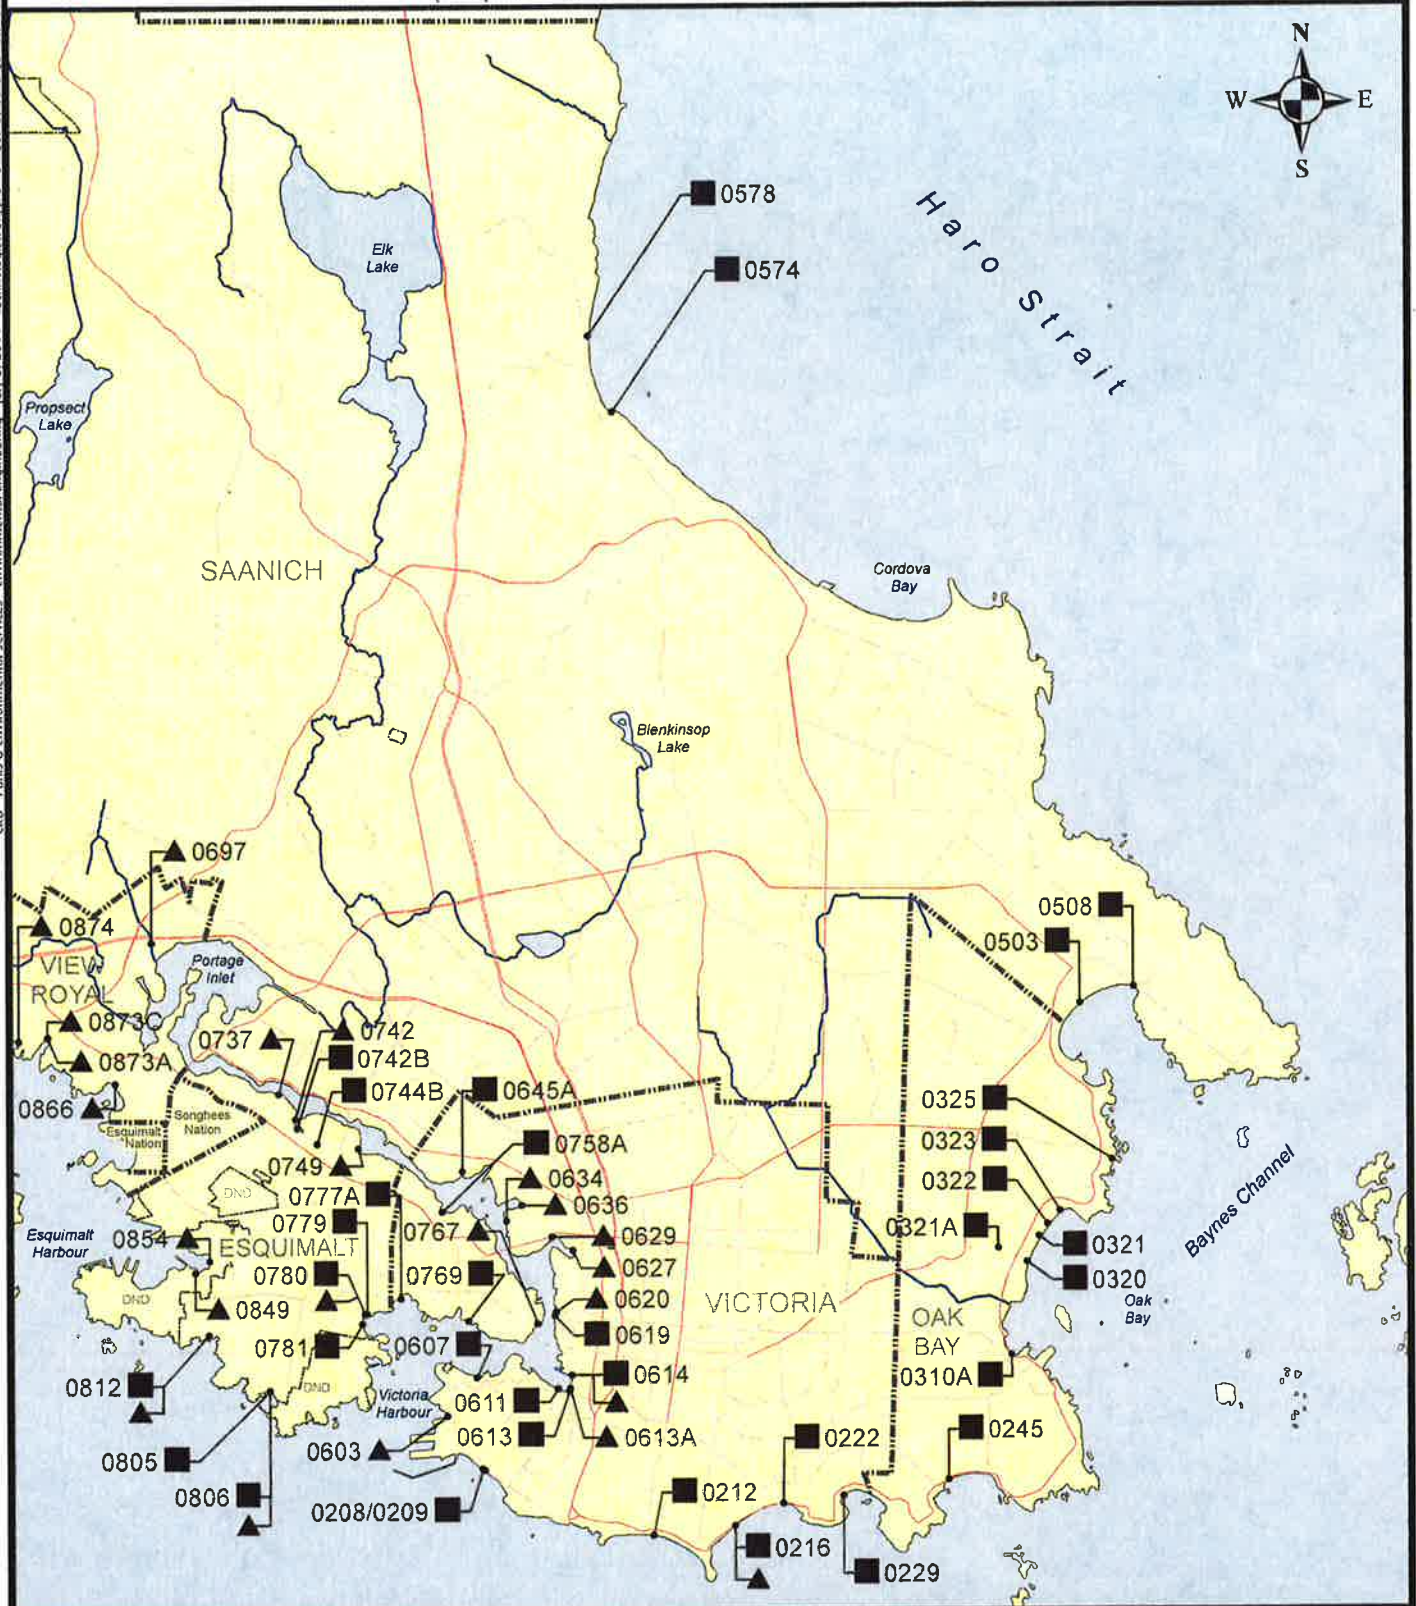 N
W E
S
0578
Haro Strait
0574
Elk
Lake
Propsect
Lake
SAANICH
Cordova
Bay
Blenkinsop
Lake
0697
0508
0874
0503
VIEW
ROYAL
Portage
Inlet
0873C
0737
0742
0742B
0873A
0744B
0645A
0866
0325
Songhees
Nation
Esquimalt
Nation
0323
0758A
0749
0634
0322
0777A
DND
0636
0779
0321A
Baynes Channel
Esquimalt
Harbour
0854
ESQUIMALT
0767
0629
0321
0627
0780
0769
0320
DND
0849
0620
VICTORIA
Oak
Bay
OAK
BAY
0619
0781
0607
0614
0310A
0812
DND
Victoria
Harbour
0611
0613
0613A
0222
0245
0603
0805
0212
0806
0208/0209
0216
0229